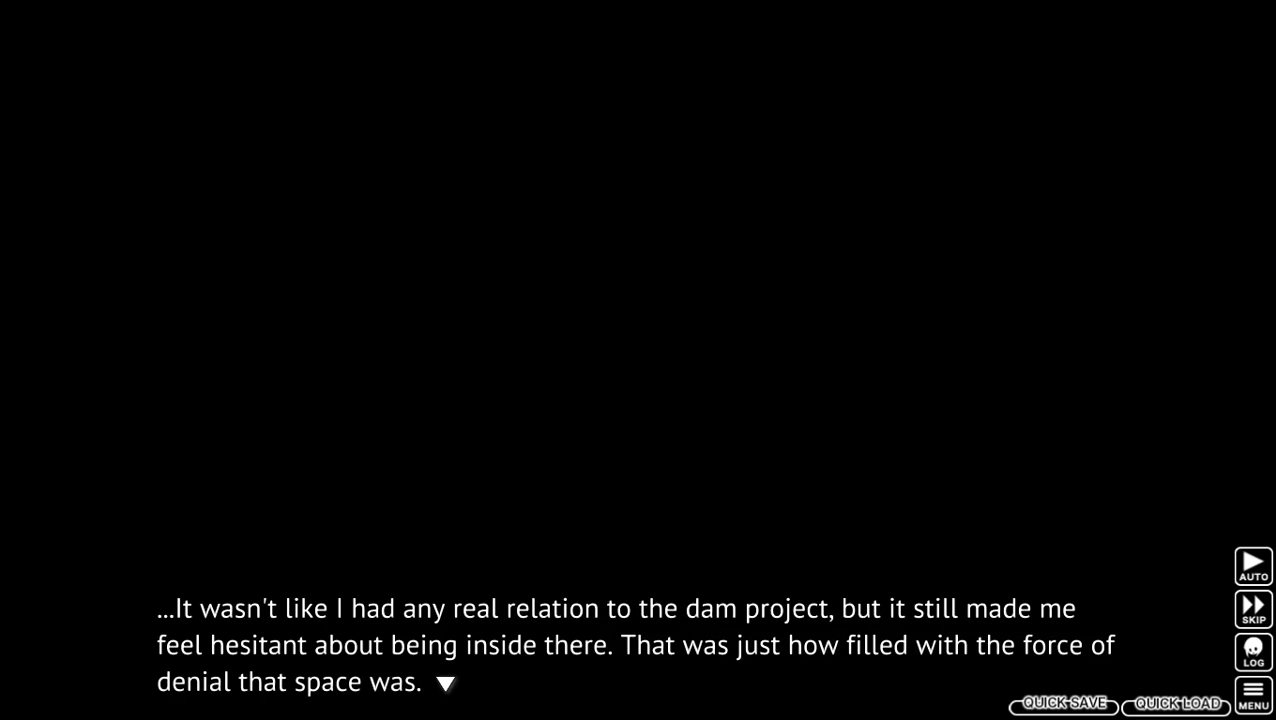 ...It wasn't like I had any real relation to the dam project, but it still made me
feel hesitant about being inside there. That was just how filled with the force of
denial that space was.
AUTO
SKIP
LOG
MENU
QUICK SAVE
QUICK LOAD